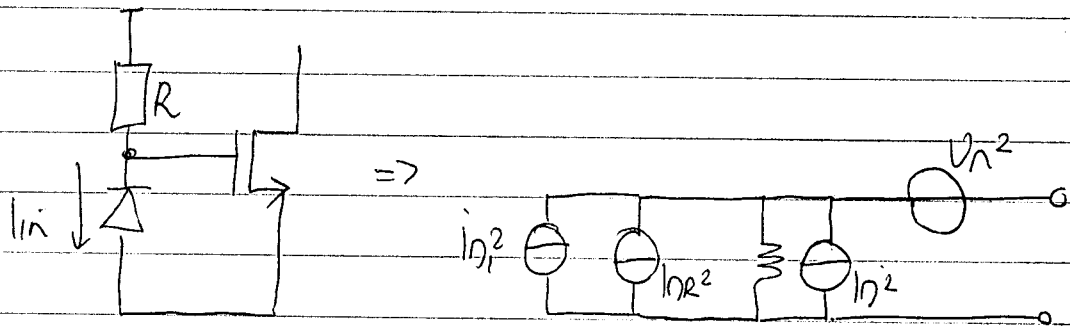 R
=>
Iin
in₁²
InR²
In²
Vn²